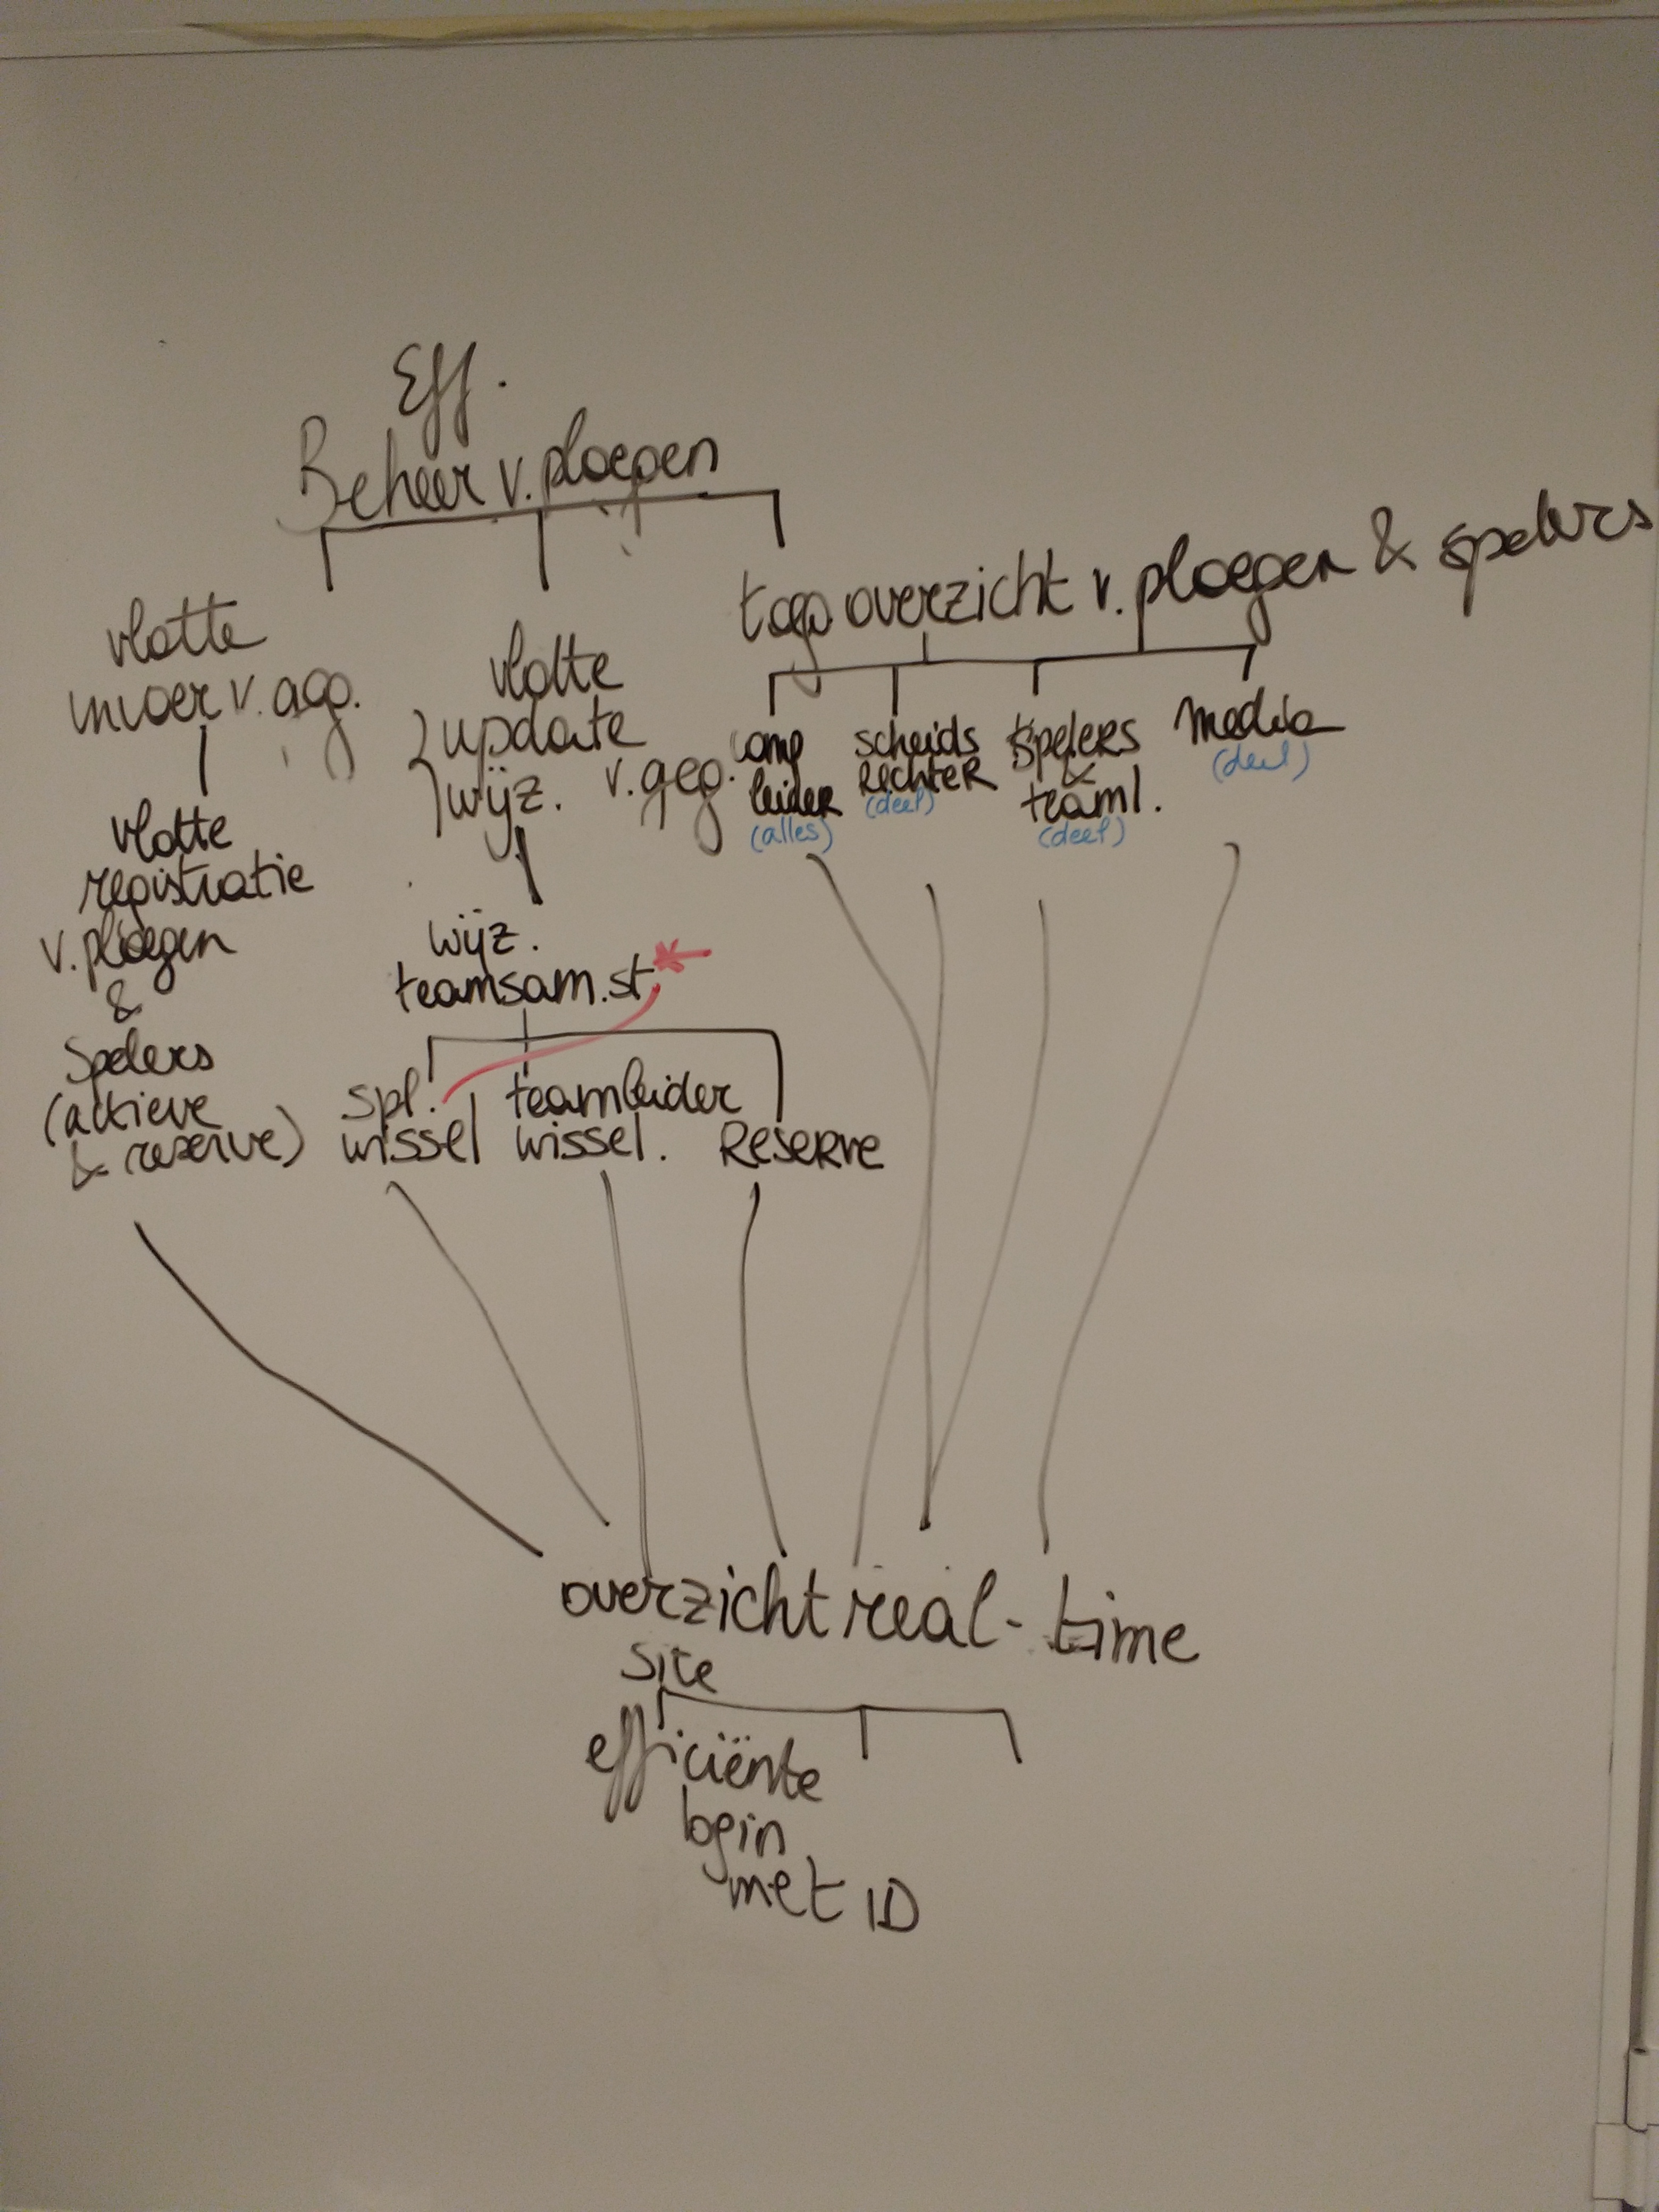 Eff.
Beheer v. ploegen
vlotte
invoer v. geg.
vlotte
registratie
v. ploegen
&
Spelers
(actieve
& reserve)
vlotte
update
wijz. v. geg.
wijz.
teamsam.st*
spl.
wissel
teamleider
wissel.
Reserve
overzicht v. ploegen & spelers
comp
leider
(alles)
scheids
Rechter
(deel)
spelers
&
teaml.
(deel)
media
(deel)
overzicht real-time
Site
efficiënte
login
met ID